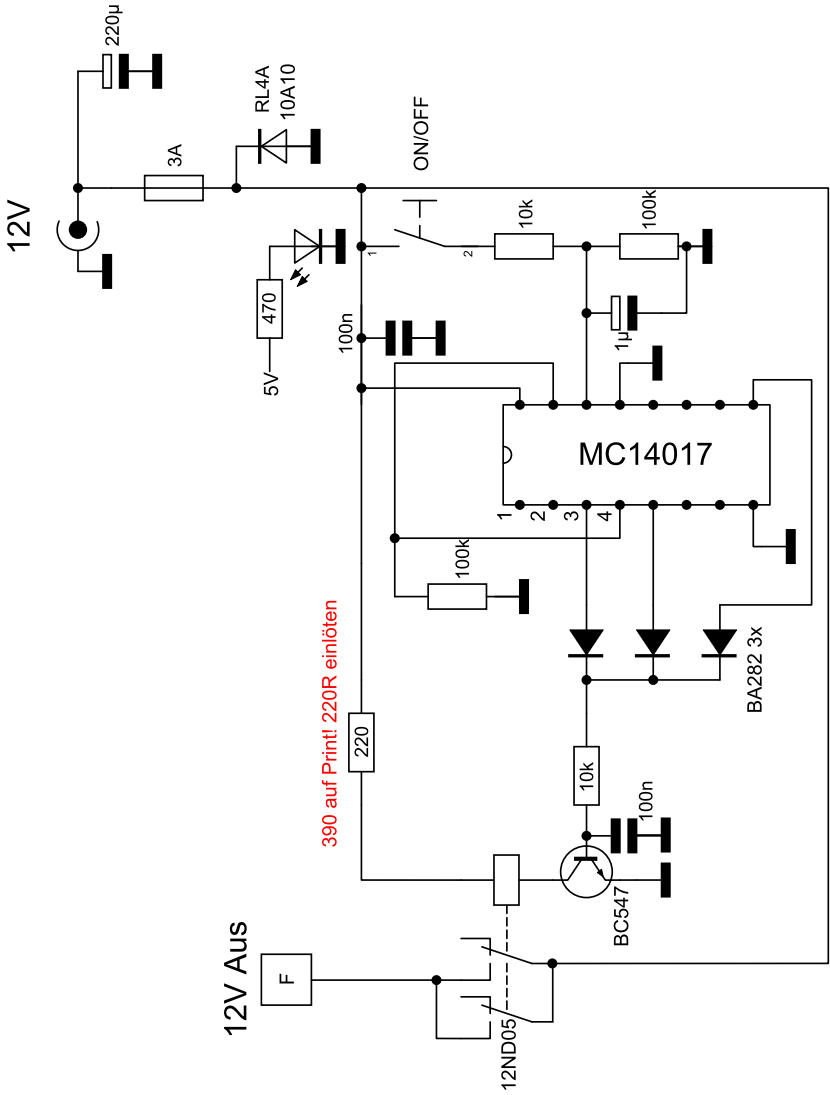 12V
220µ
3A
RL4A
10A10
ON/OFF
1
2
10k
100k
470
5V
100n
1µ
MC14017
1
2
3
4
100k
390 auf Print! 220R einlöten
220
BA282 3x
10k
100n
BC547
12V Aus
F
12ND05